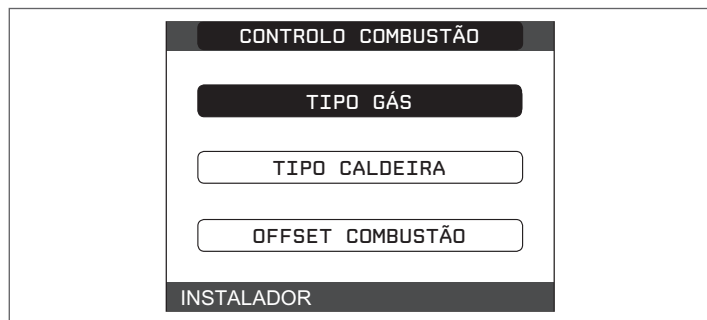 CONTROLO COMBUSTÃO
TIPO GÁS
TIPO CALDEIRA
OFFSET COMBUSTÃO
INSTALADOR